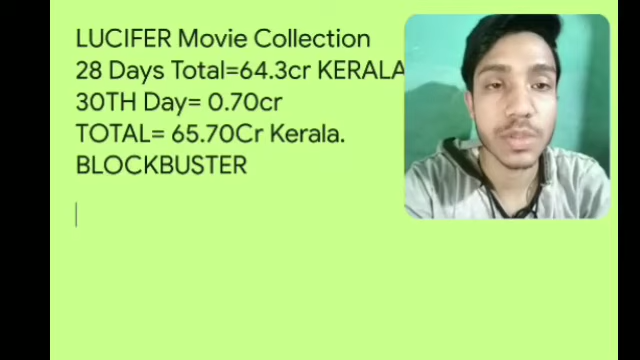 LUCIFER Movie Collection
28 Days Total=64.3cr KERALA
30TH Day= 0.70cr
TOTAL= 65.70Cr Kerala.
BLOCKBUSTER